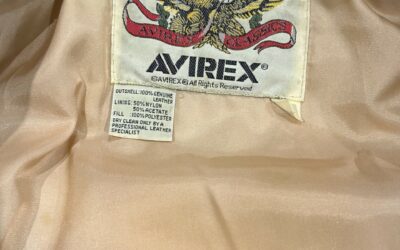 AVIREX®
©AVIREX® All Rights Reserved
OUTSHELL: 100% GENUINE
LEATHER
LINING: 50% NYLON
50% ACETATE
FILL: 100% POLYESTER
DRY CLEAN ONLY BY A
PROFESSIONAL LEATHER
SPECIALIST